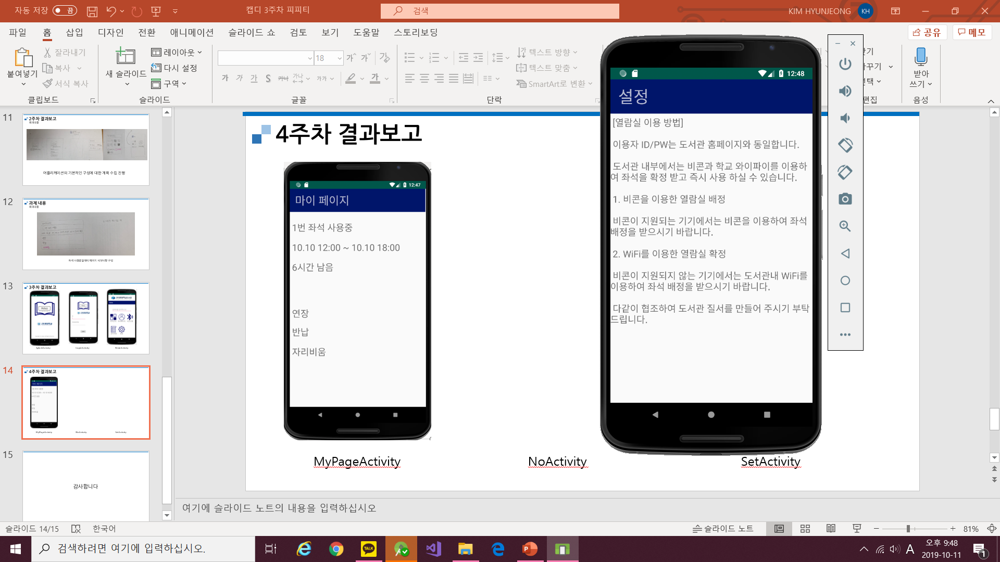 자동 저장
끔
캡디 3주차 피피티
검색
KIM HYUNJEONG
KH
파일
홈
삽입
디자인
전환
애니메이션
슬라이드 쇼
검토
보기
도움말
스토리보딩
공유
메모
붙여넣기
잘라내기
복사
서식 복사
클립보드
새 슬라이드
레이아웃
다시 설정
구역
슬라이드
18
글꼴
텍스트 방향
텍스트 맞춤
SmartArt로 변환
단락
편집
받아
쓰기
음성
11
2주차 결과보고
회의내용
어플리케이션의 기본적인 구성에 대한 계획 수립 진행
12
과제 내용
회의내용
13
3주차 결과보고
SplashActivity
LoginActivity
MainActivity
14
4주차 결과보고
MyPageActivity
NoActivity
SetActivity
15
감사합니다
4주차 결과보고
12:47
마이 페이지
1번 좌석 사용중
10.10 12:00 ~ 10.10 18:00
6시간 남음
연장
반납
자리비움
MyPageActivity
NoActivity
SetActivity
12:48
설정
[열람실 이용 방법]
이용자 ID/PW는 도서관 홈페이지와 동일합니다.
도서관 내부에서는 비콘과 학교 와이파이를 이용하
여 좌석을 확정 받고 즉시 사용 하실 수 있습니다.
1. 비콘을 이용한 열람실 배정
비콘이 지원되는 기기에서는 비콘을 이용하여 좌석
배정을 받으시기 바랍니다.
2. WiFi를 이용한 열람실 확정
비콘이 지원되지 않는 기기에서는 도서관내 WiFi를
이용하여 좌석 배정을 받으시기 바랍니다.
다같이 협조하여 도서관 질서를 만들어 주시기 부탁
드립니다.
여기에 슬라이드 노트의 내용을 입력하십시오
슬라이드 14/15
한국어
슬라이드 노트
81%
검색하려면 여기에 입력하십시오.
TALK
A
오후 9:48
2019-10-11
1